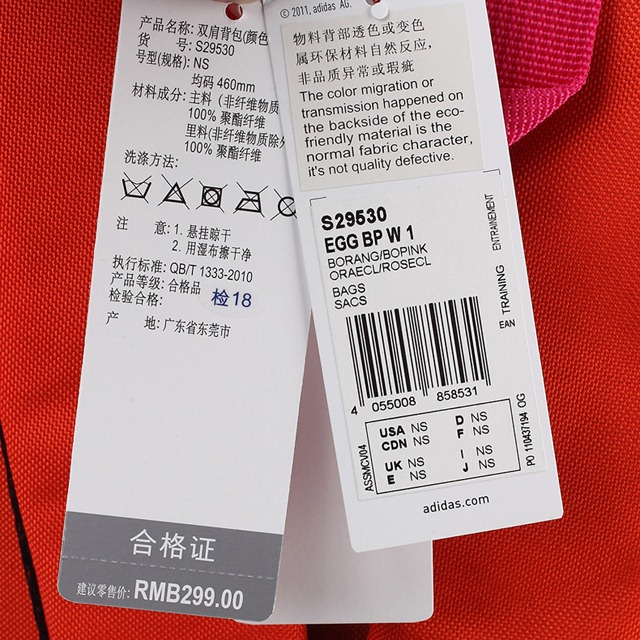 产品名称: 双肩背包(颜色
货 号: S29530
号型(规格): NS
均码 460mm
材料成分: 主料 (非纤维物质
100% 聚酯纤维
里料(非纤维物质除外
100% 聚酯纤维
洗涤方法:
注 意: 1. 悬挂晾干
2. 用湿布擦干净
执行标准: QB/T 1333-2010
产品等级: 合格品
检验合格: 检18
产 地: 广东省东莞市
合格证
建议零售价: RMB299.00
© 2011, adidas AG.
物料背部透色或变色
属环保材料自然反应,
非品质异常或瑕疵
The color migration or
transmission happened on
the backside of the eco-
friendly material is the
normal fabric character,
it's not quality defective.
S29530
EGG BP W 1
BORANG/BOPINK
ORAECL/ROSECL
BAGS
SACS
ENTRAINEMENT
TRAINING
EAN
4 055008 858531
ASSMCV04
USA NS D NS
CDN NS F NS
UK NS I NS
E NS J NS
PO 110437194 OG
adidas.com